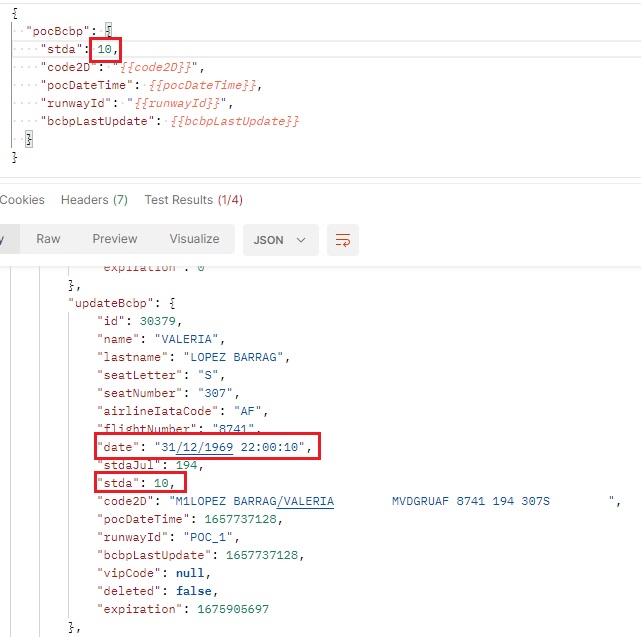 {
"pocBcbp": {
"stda": 10,
"code2D": "{{code2D}}",
"pocDateTime": {{pocDateTime}},
"runwayId": "{{runwayId}}",
"bcbpLastUpdate": {{bcbpLastUpdate}}
}
}
Cookies Headers (7) Test Results (1/4)
y Raw Preview Visualize JSON
"expiration": 0
},
"updateBcbp": {
"id": 30379,
"name": "VALERIA",
"lastname": "LOPEZ BARRAG",
"seatLetter": "S",
"seatNumber": "307",
"airlineIataCode": "AF",
"flightNumber": "8741",
"date": "31/12/1969 22:00:10",
"stdaJul": 194,
"stda": 10,
"code2D": "M1LOPEZ BARRAG/VALERIA        MVDGRUAF 8741 194 307S        ",
"pocDateTime": 1657737128,
"runwayId": "POC_1",
"bcbpLastUpdate": 1657737128,
"vipCode": null,
"deleted": false,
"expiration": 1675905697
},